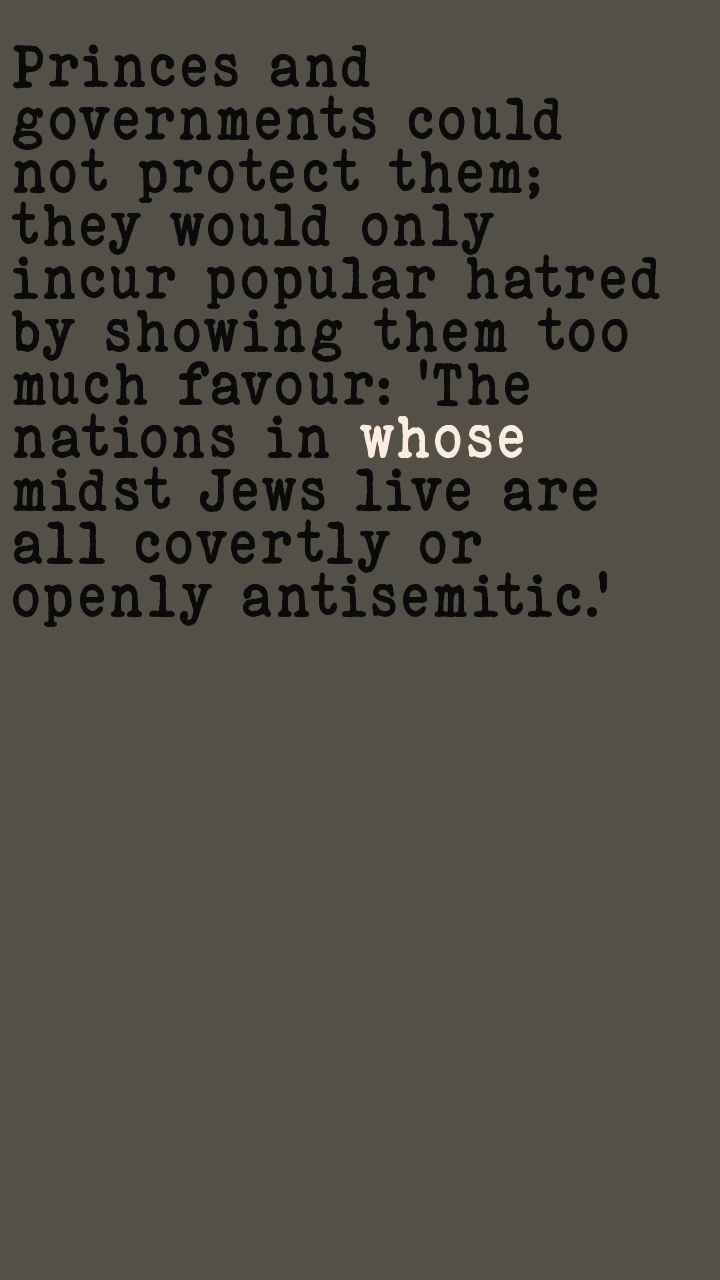 Princes and
governments could
not protect them;
they would only
incur popular hatred
by showing them too
much favour: 'The
nations in whose
midst Jews live are
all covertly or
openly antisemitic.'